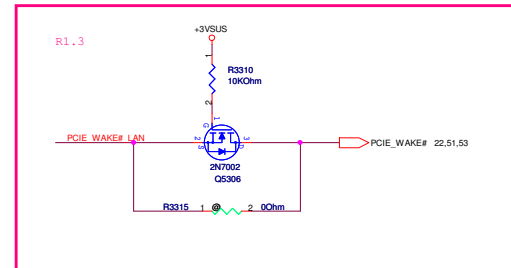 +3VSUS
R1.3
1
R3310
10KOhm
2
1
G
PCIE_WAKE#_LAN
2
S
3
D
PCIE_WAKE# 22,51,53
2N7002
Q5306
R3315 1 @ 2 0Ohm